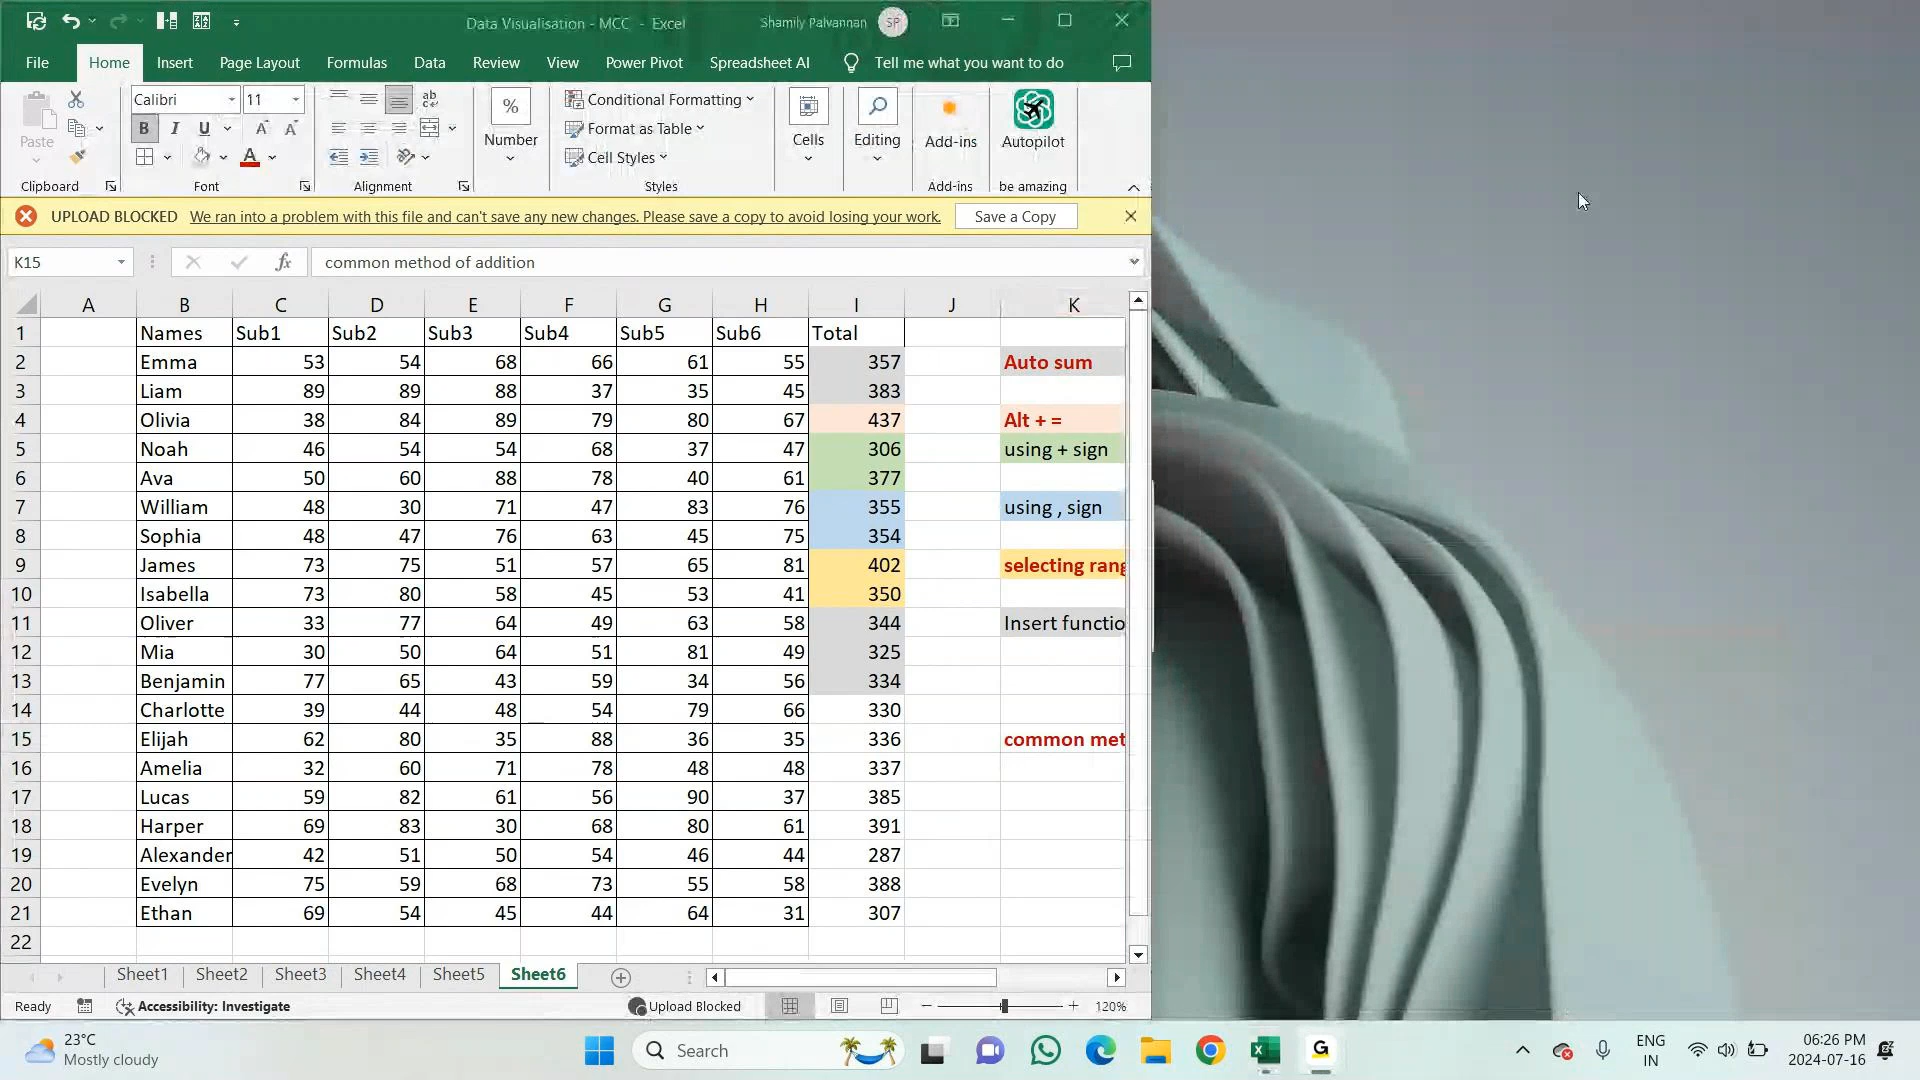 Data Visualisation - MCC - Excel
Shamily Palvannan SP
File Home Insert Page Layout Formulas Data Review View Power Pivot Spreadsheet AI Tell me what you want to do
Paste
Clipboard
Calibri 11
B I U A A
A
Font
ab
Alignment
%
Number
Conditional Formatting
Format as Table
Cell Styles
Styles
Cells
Editing
Add-ins
Add-ins
Autopilot
be amazing
UPLOAD BLOCKED We ran into a problem with this file and can't save any new changes. Please save a copy to avoid losing your work. Save a Copy
K15 fx common method of addition
A B C D E F G H I J K
1 Names Sub1 Sub2 Sub3 Sub4 Sub5 Sub6 Total
2 Emma 53 54 68 66 61 55 357 Auto sum
3 Liam 89 89 88 37 35 45 383
4 Olivia 38 84 89 79 80 67 437 Alt + =
5 Noah 46 54 54 68 37 47 306 using + sign
6 Ava 50 60 88 78 40 61 377
7 William 48 30 71 47 83 76 355 using , sign
8 Sophia 48 47 76 63 45 75 354
9 James 73 75 51 57 65 81 402 selecting rang
10 Isabella 73 80 58 45 53 41 350
11 Oliver 33 77 64 49 63 58 344 Insert functio
12 Mia 30 50 64 51 81 49 325
13 Benjamin 77 65 43 59 34 56 334
14 Charlotte 39 44 48 54 79 66 330
15 Elijah 62 80 35 88 36 35 336 common met
16 Amelia 32 60 71 78 48 48 337
17 Lucas 59 82 61 56 90 37 385
18 Harper 69 83 30 68 80 61 391
19 Alexander 42 51 50 54 46 44 287
20 Evelyn 75 59 68 73 55 58 388
21 Ethan 69 54 45 44 64 31 307
22
Sheet1 Sheet2 Sheet3 Sheet4 Sheet5 Sheet6
Ready Accessibility: Investigate Upload Blocked 120%
23°C
Mostly cloudy
Search
G
ENG
IN
06:26 PM
2024-07-16